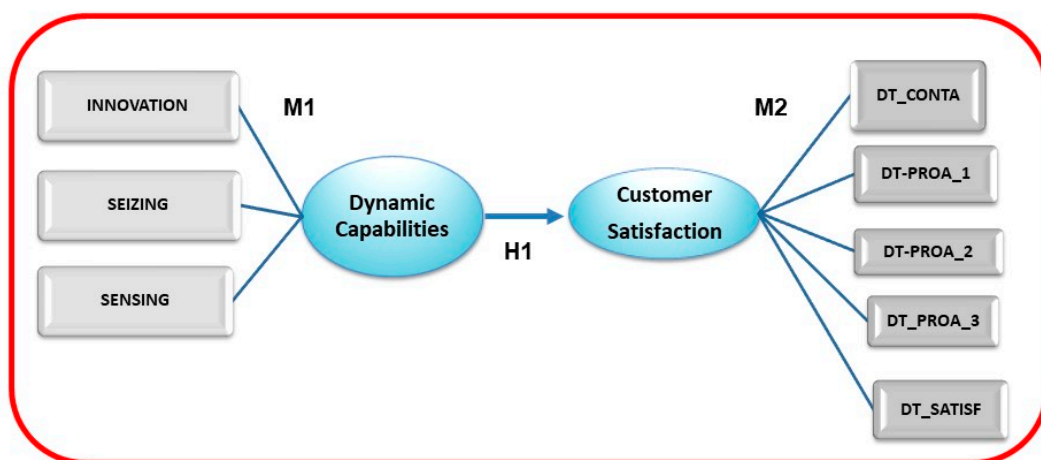 INNOVATION
SEIZING
SENSING
M1
Dynamic
Capabilities
H1
Customer
Satisfaction
M2
DT_CONTA
DT-PROA_1
DT-PROA_2
DT_PROA_3
DT_SATISF